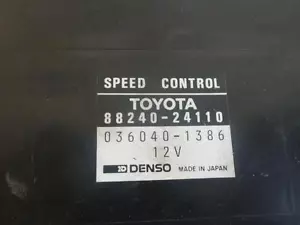 SPEED CONTROL
TOYOTA
88240-24110
036040-1386
12V
DENSO MADE IN JAPAN